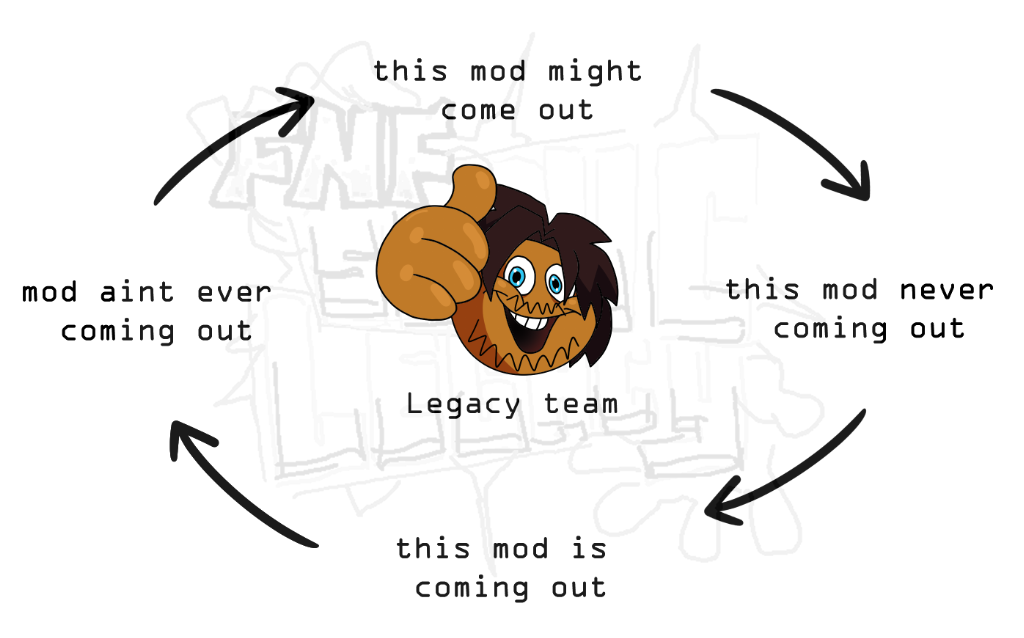 this mod might
come out
FNF
mod aint ever
coming out
this mod never
coming out
Legacy team
this mod is
coming out